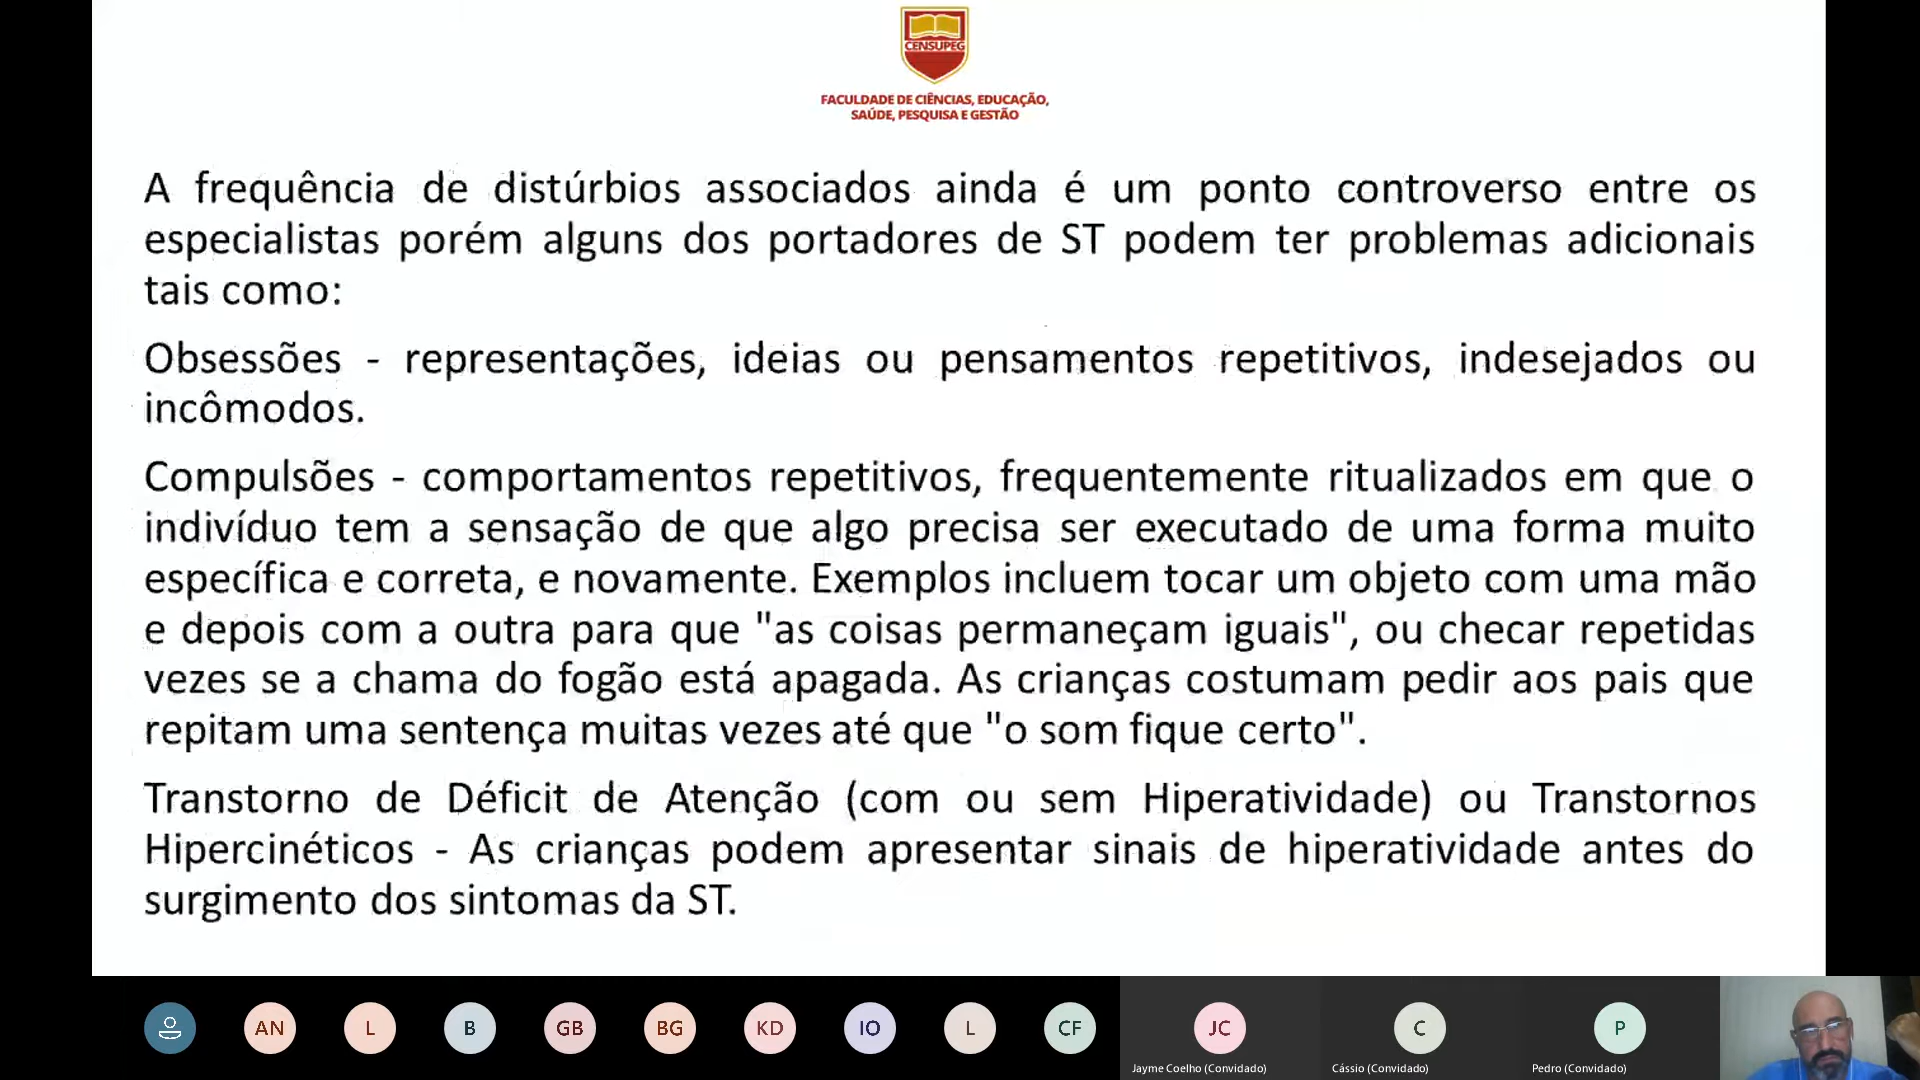 CENSUPEG
FACULDADE DE CIÊNCIAS, EDUCAÇÃO,
SAÚDE, PESQUISA E GESTÃO
A frequência de distúrbios associados ainda é um ponto controverso entre os
especialistas porém alguns dos portadores de ST podem ter problemas adicionais
tais como:
Obsessões - representações, ideias ou pensamentos repetitivos, indesejados ou
incômodos.
Compulsões - comportamentos repetitivos, frequentemente ritualizados em que o
indivíduo tem a sensação de que algo precisa ser executado de uma forma muito
específica e correta, e novamente. Exemplos incluem tocar um objeto com uma mão
e depois com a outra para que "as coisas permaneçam iguais", ou checar repetidas
vezes se a chama do fogão está apagada. As crianças costumam pedir aos pais que
repitam uma sentença muitas vezes até que "o som fique certo".
Transtorno de Déficit de Atenção (com ou sem Hiperatividade) ou Transtornos
Hipercinéticos - As crianças podem apresentar sinais de hiperatividade antes do
surgimento dos sintomas da ST.
AN L B GB BG KD IO L CF JC C P
Jayme Coelho (Convidado) Cássio (Convidado) Pedro (Convidado)